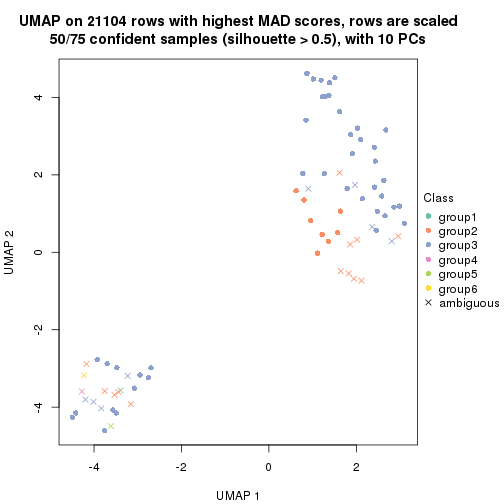 UMAP on 21104 rows with highest MAD scores, rows are scaled
50/75 confident samples (silhouette > 0.5), with 10 PCs
4
2
0
-2
-4
UMAP 2
-4
-2
0
2
UMAP 1
Class
group1
group2
group3
group4
group5
group6
ambiguous